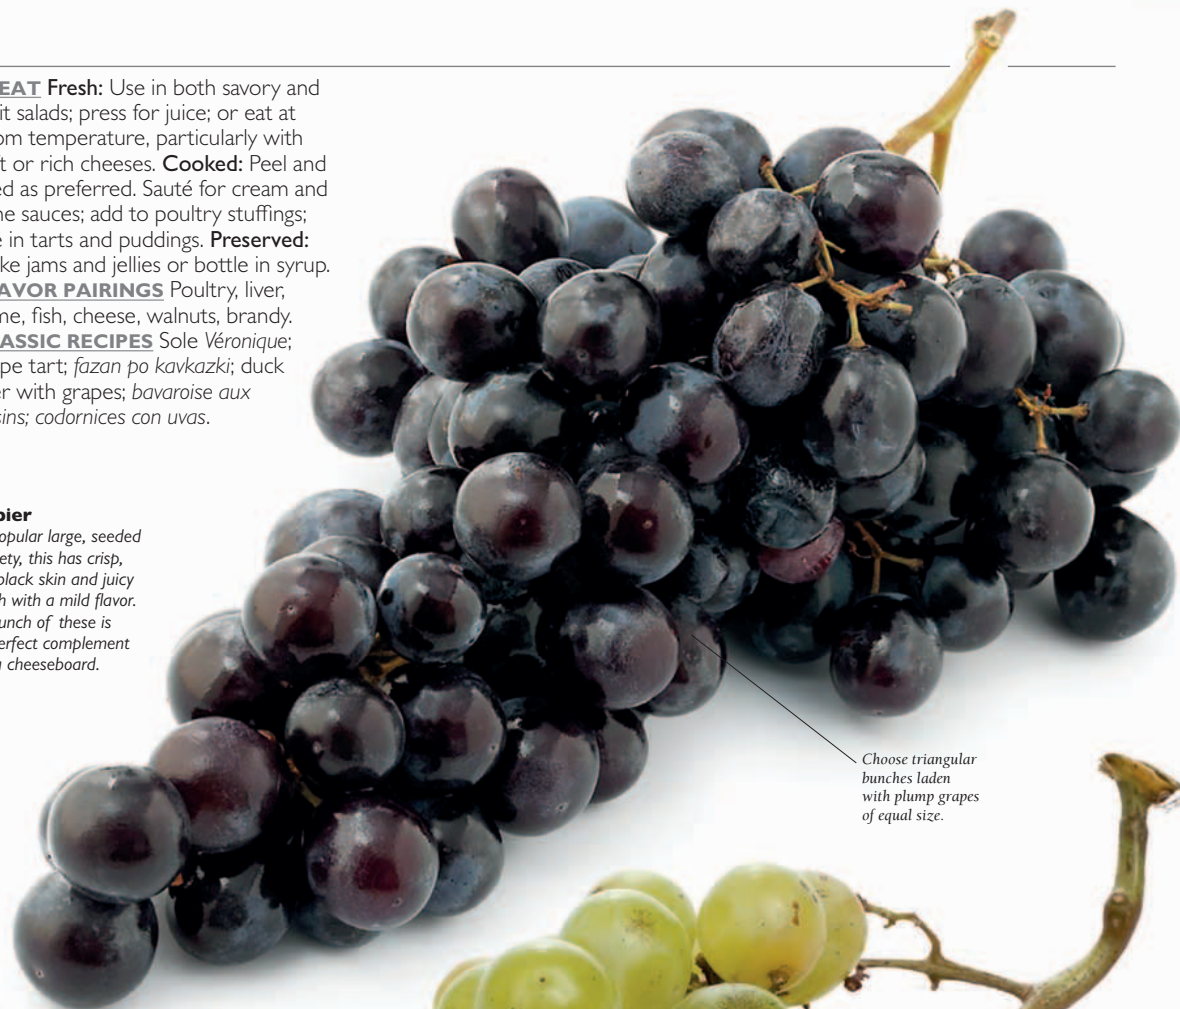 EAT Fresh: Use in both savory and
it salads; press for juice; or eat at
om temperature, particularly with
t or rich cheeses. Cooked: Peel and
ed as preferred. Sauté for cream and
ne sauces; add to poultry stuffings;
e in tarts and puddings. Preserved:
ke jams and jellies or bottle in syrup.
AVOR PAIRINGS Poultry, liver,
me, fish, cheese, walnuts, brandy.
ASSIC RECIPES Sole Véronique;
pe tart; fazan po kavkazki; duck
er with grapes; bavaroise aux
sins; codornices con uvas.
bier
opular large, seeded
ety, this has crisp,
black skin and juicy
h with a mild flavor.
unch of these is
erfect complement
a cheeseboard.
Choose triangular
bunches laden
with plump grapes
of equal size.